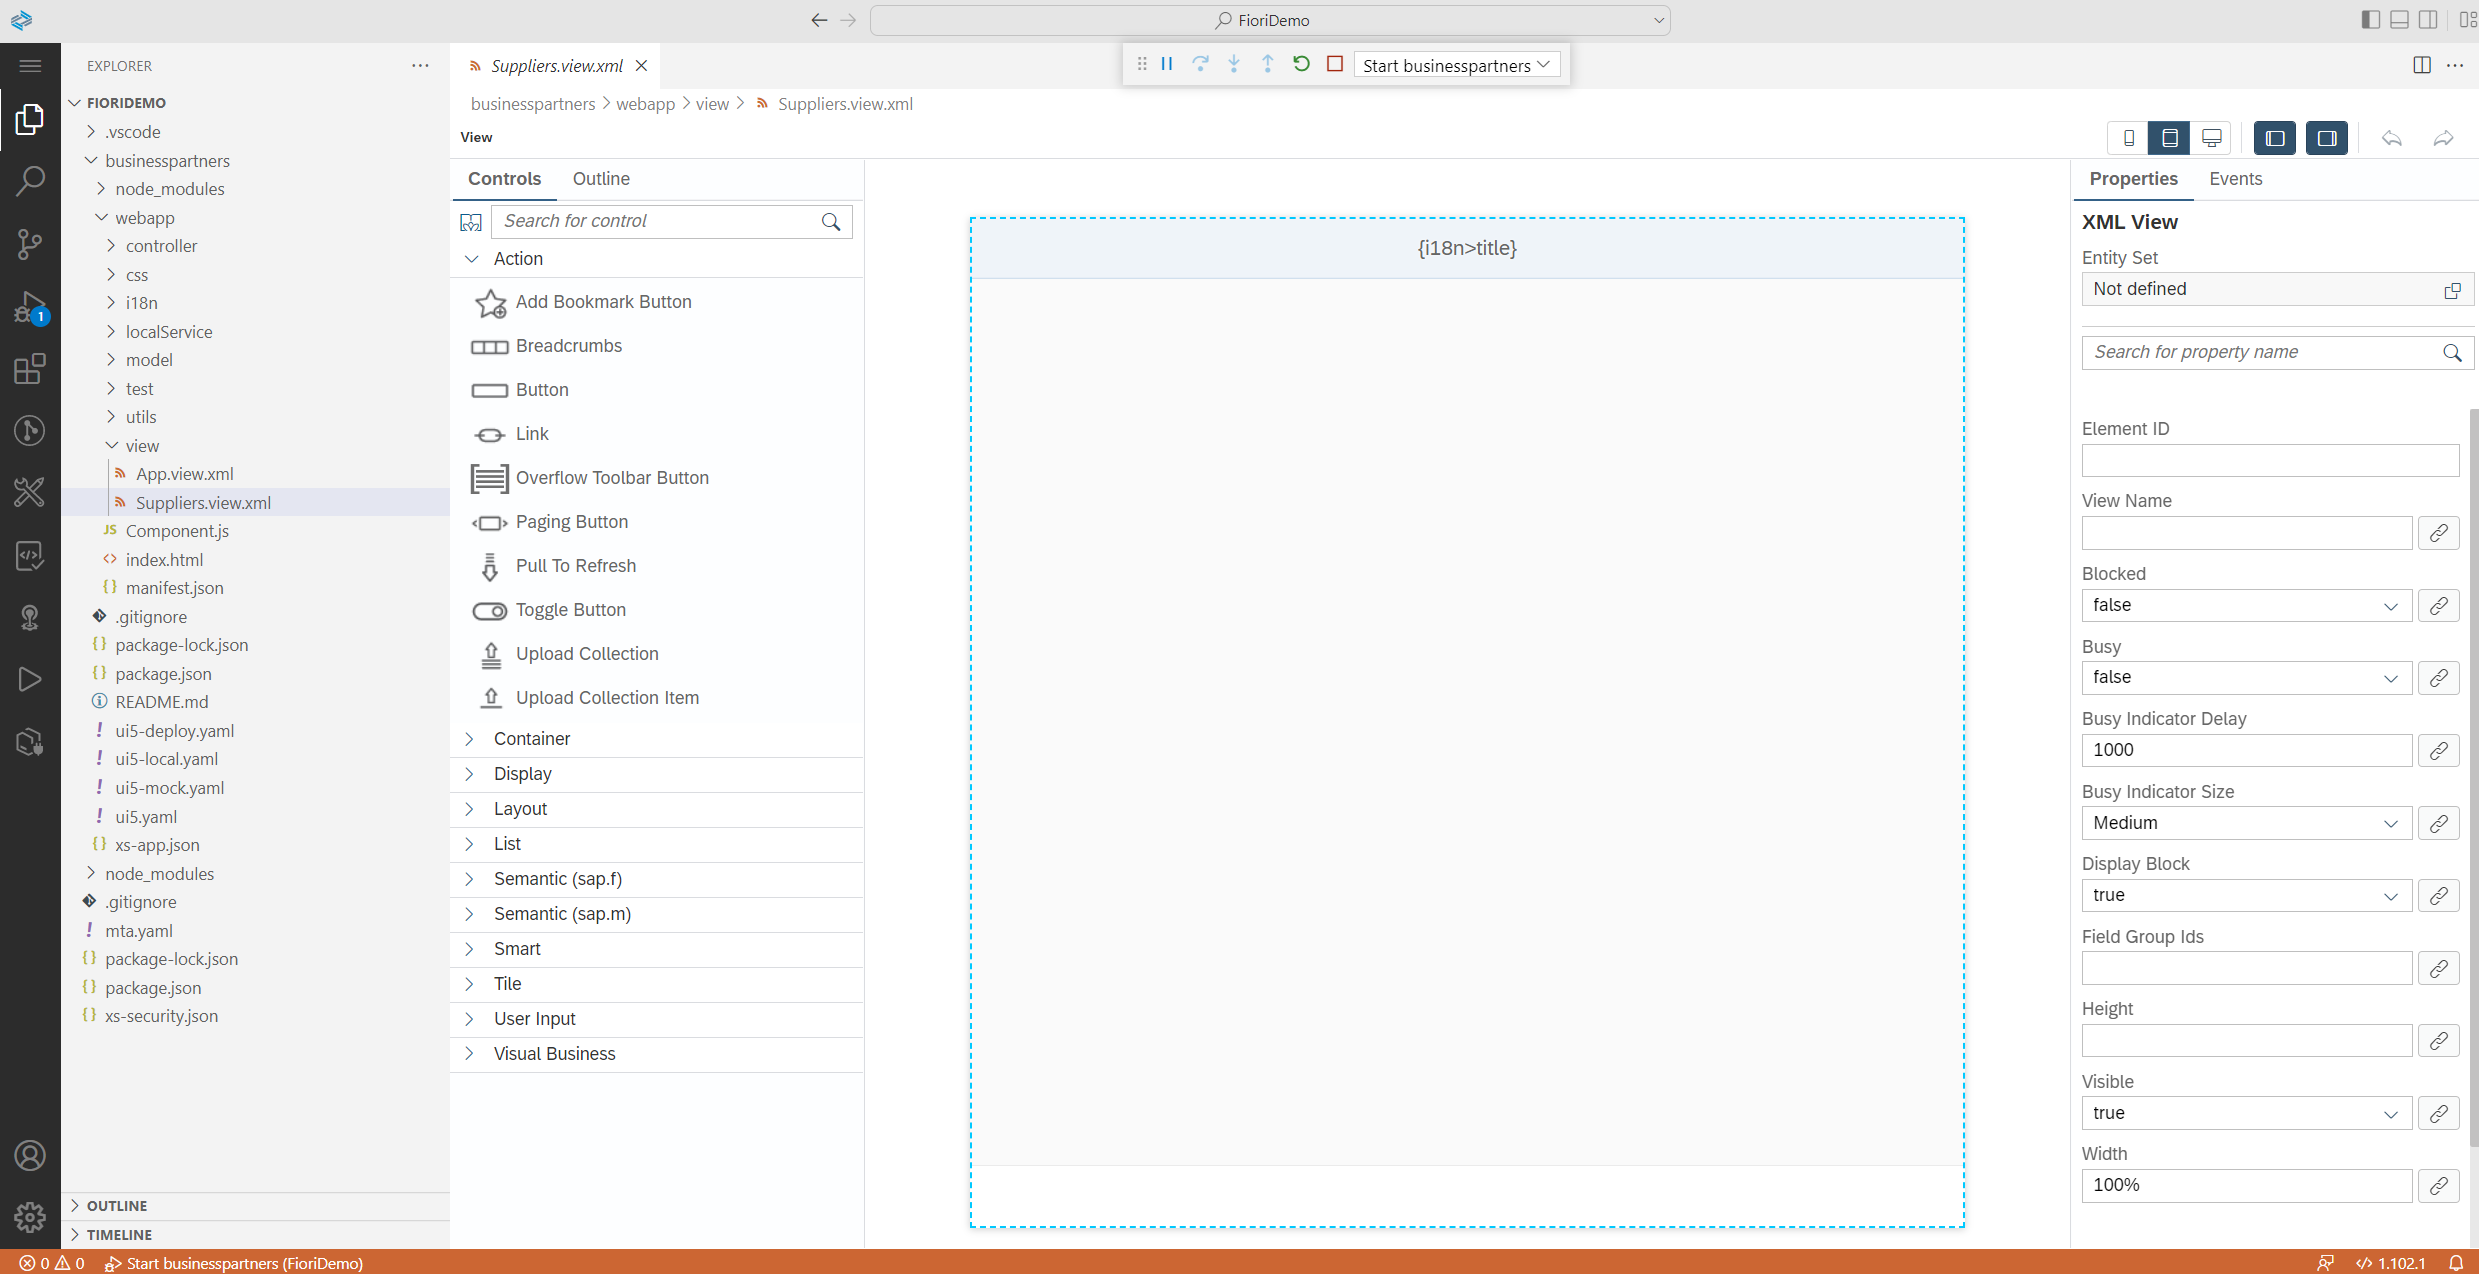 FioriDemo
EXPLORER
FIORIDEMO
.vscode
businesspartners
node_modules
webapp
controller
css
i18n
localService
model
test
utils
view
App.view.xml
Suppliers.view.xml
JS Component.js
<> index.html
{} manifest.json
.gitignore
{} package-lock.json
{} package.json
README.md
! ui5-deploy.yaml
! ui5-local.yaml
! ui5-mock.yaml
! ui5.yaml
{} xs-app.json
node_modules
.gitignore
! mta.yaml
{} package-lock.json
{} package.json
{} xs-security.json
OUTLINE
TIMELINE
1
Suppliers.view.xml
Start businesspartners
businesspartners > webapp > view > Suppliers.view.xml
View
Controls Outline
Search for control
Action
Add Bookmark Button
Breadcrumbs
Button
Link
Overflow Toolbar Button
Paging Button
Pull To Refresh
Toggle Button
Upload Collection
Upload Collection Item
Container
Display
Layout
List
Semantic (sap.f)
Semantic (sap.m)
Smart
Tile
User Input
Visual Business
{i18n>title}
Properties Events
XML View
Entity Set
Not defined
Search for property name
Element ID
View Name
Blocked
false
Busy
false
Busy Indicator Delay
1000
Busy Indicator Size
Medium
Display Block
true
Field Group Ids
Height
Visible
true
Width
100%
0 0 Start businesspartners (FioriDemo)
</> 1.102.1